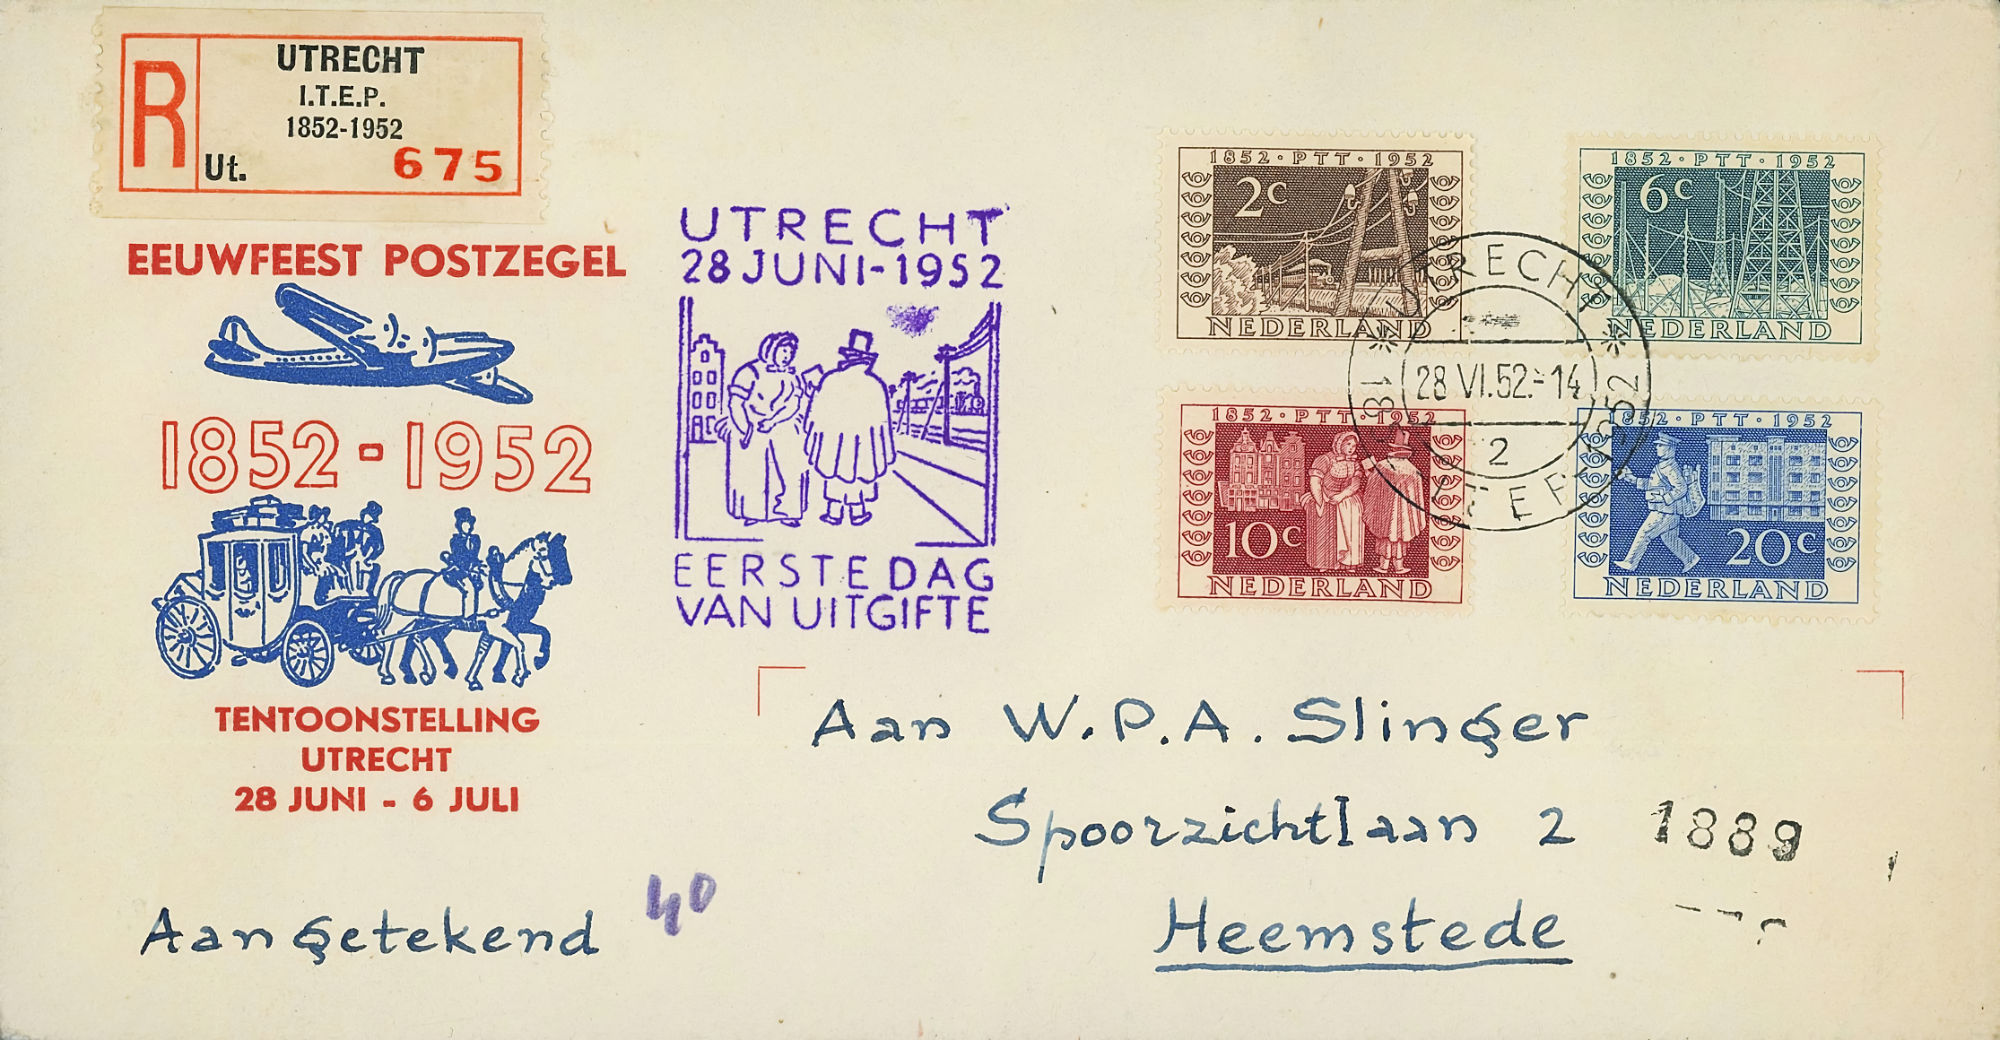 UTRECHT
I.T.E.P.
1852-1952
R
Ut.
675
EEUWFEEST POSTZEGEL
1852-1952
TENTOONSTELLING
UTRECHT
28 JUNI - 6 JULI
UTRECHT
28 JUNI-1952
EERSTE DAG
VAN UITGIFTE
1852·PTT·1952
2c
NEDERLAND
1852·PTT·1952
6c
NEDERLAND
1852·PTT·1952
10c
NEDERLAND
1852·PTT·1952
20c
NEDERLAND
UTRECHT
28 VI.52.-14
2
Aan W.P.A. Slinger
Spoorzichtlaan 2
1889
Heemstede
Aangetekend
40